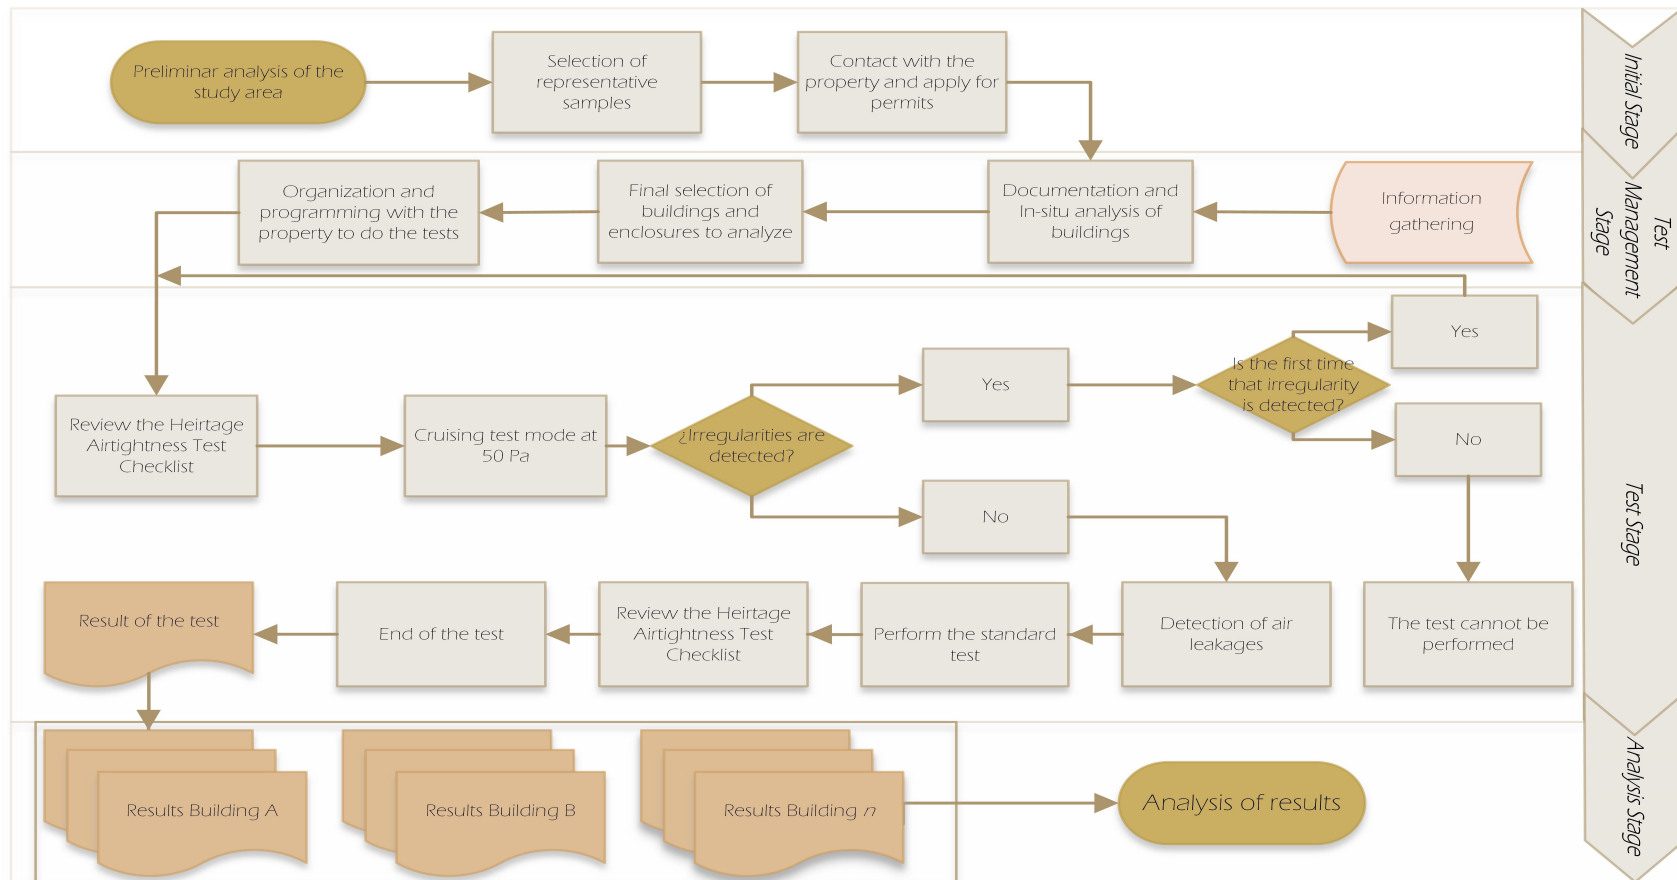 Preliminar analysis of the
study area
Selection of
representative
samples
Contact with the
property and apply for
permits
Initial Stage
Organization and
programming with the
property to do the tests
Final selection of
buildings and
enclosures to analyze
Documentation and
In-situ analysis of
buildings
Information
gathering
Test
Management
Stage
Yes
Is the first time
that irregularity
is detected?
Yes
No
Review the Heirtage
Airtightness Test
Checklist
Cruising test mode at
50 Pa
¿Irregularities are
detected?
No
Test Stage
Result of the test
End of the test
Review the Heirtage
Airtightness Test
Checklist
Perform the standard
test
Detection of air
leakages
The test cannot be
performed
Results Building A
Results Building B
Results Building n
Analysis of results
Analysis Stage